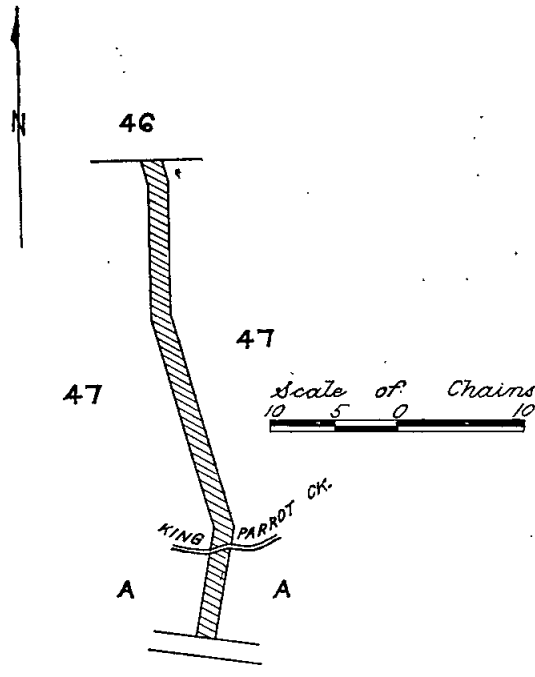 N
46
47
47
Scale of Chains
10 5 0 10
KING PARROT CK.
A A